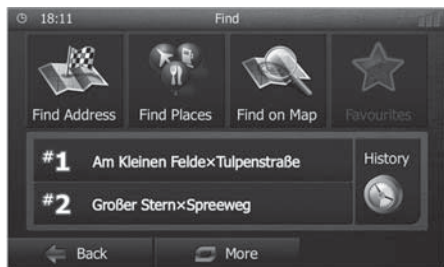 18:11 Find
Find Address Find Places Find on Map Favourites
#1 Am Kleinen Felde×Tulpenstraße History
#2 Großer Stern×Spreeweg
Back More